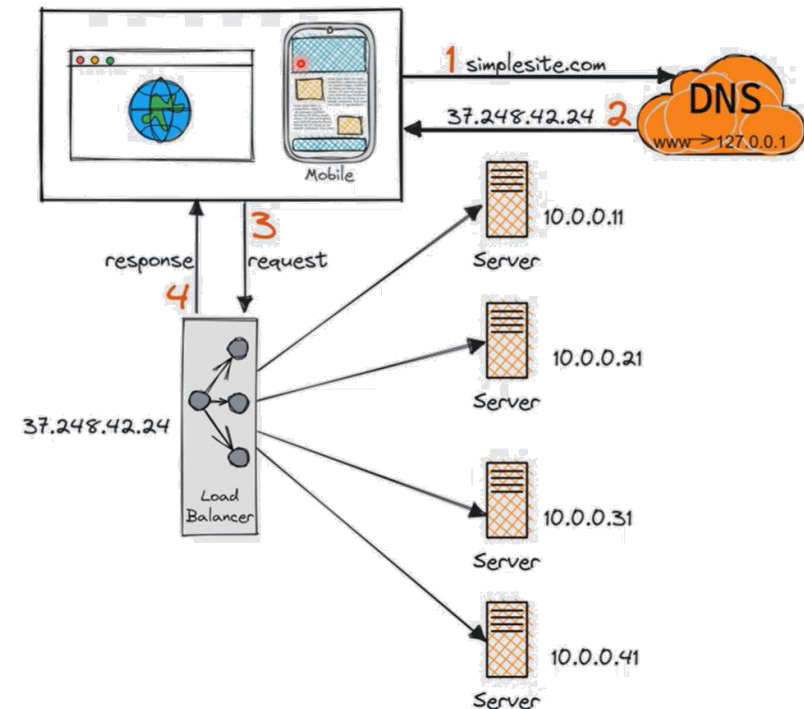 1 simplesite.com
DNS
www->127.0.0.1
37.248.42.24 2
Mobile
3
request
response
4
10.0.0.11
Server
10.0.0.21
Server
37.248.42.24
Load
Balancer
10.0.0.31
Server
10.0.0.41
Server